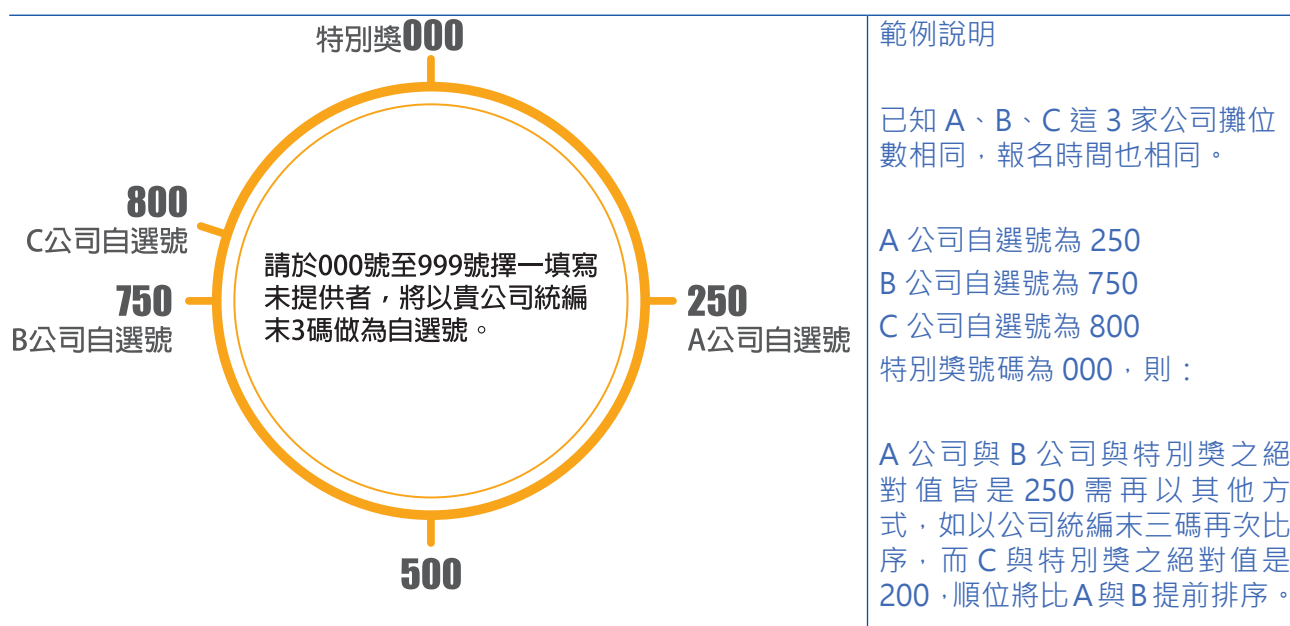 特別獎000
800
C公司自選號
750
B公司自選號
請於000號至999號擇一填寫
未提供者，將以貴公司統編
末3碼做為自選號。
250
A公司自選號
500
範例說明
已知 A、B、C 這 3 家公司攤位
數相同，報名時間也相同。
A 公司自選號為 250
B 公司自選號為 750
C 公司自選號為 800
特別獎號碼為 000，則：
A 公司與 B 公司與特別獎之絕
對值皆是 250 需再以其他方
式，如以公司統編末三碼再次比
序，而 C 與特別獎之絕對值是
200，順位將比 A 與 B 提前排序。